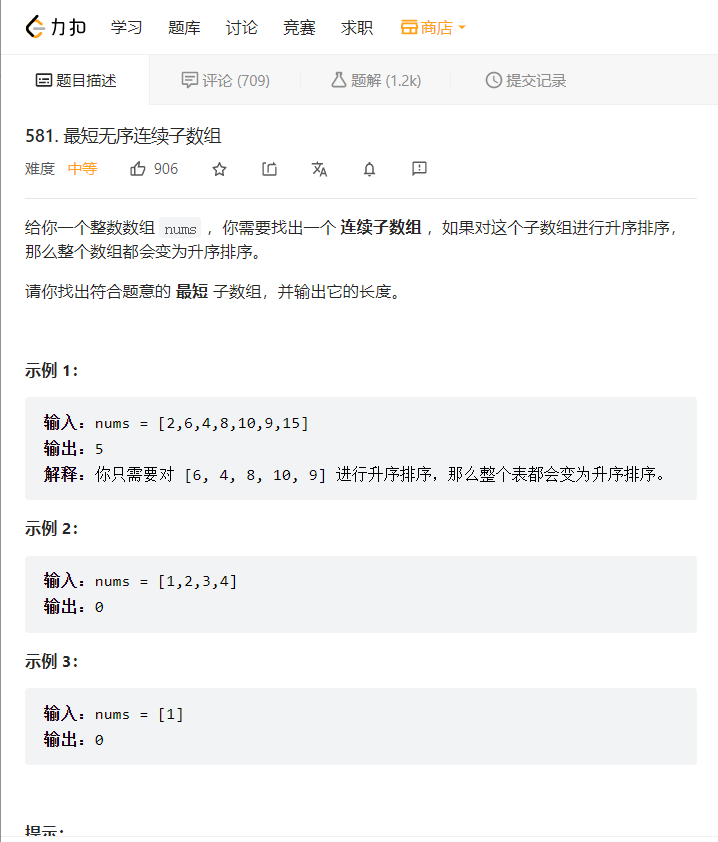 力扣 学习 题库 讨论 竞赛 求职 商店
题目描述 评论 (709) 题解 (1.2k) 提交记录
581. 最短无序连续子数组
难度 中等 906
给你一个整数数组 nums ，你需要找出一个 连续子数组 ，如果对这个子数组进行升序排序，
那么整个数组都会变为升序排序。
请你找出符合题意的 最短 子数组，并输出它的长度。
示例 1：
输入：nums = [2,6,4,8,10,9,15]
输出：5
解释：你只需要对 [6, 4, 8, 10, 9] 进行升序排序，那么整个表都会变为升序排序。
示例 2：
输入：nums = [1,2,3,4]
输出：0
示例 3：
输入：nums = [1]
输出：0
提示：